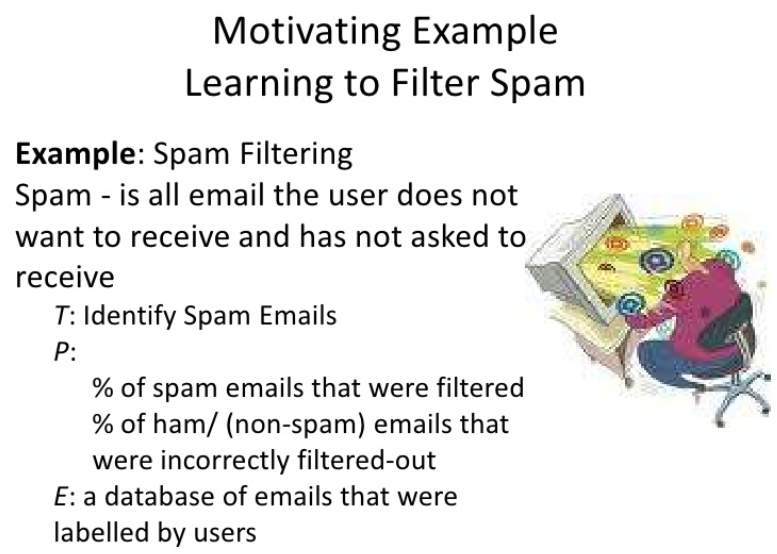 Motivating Example
Learning to Filter Spam
Example: Spam Filtering
Spam - is all email the user does not
want to receive and has not asked to
receive
T: Identify Spam Emails
P:
% of spam emails that were filtered
% of ham/ (non-spam) emails that
were incorrectly filtered-out
E: a database of emails that were
labelled by users